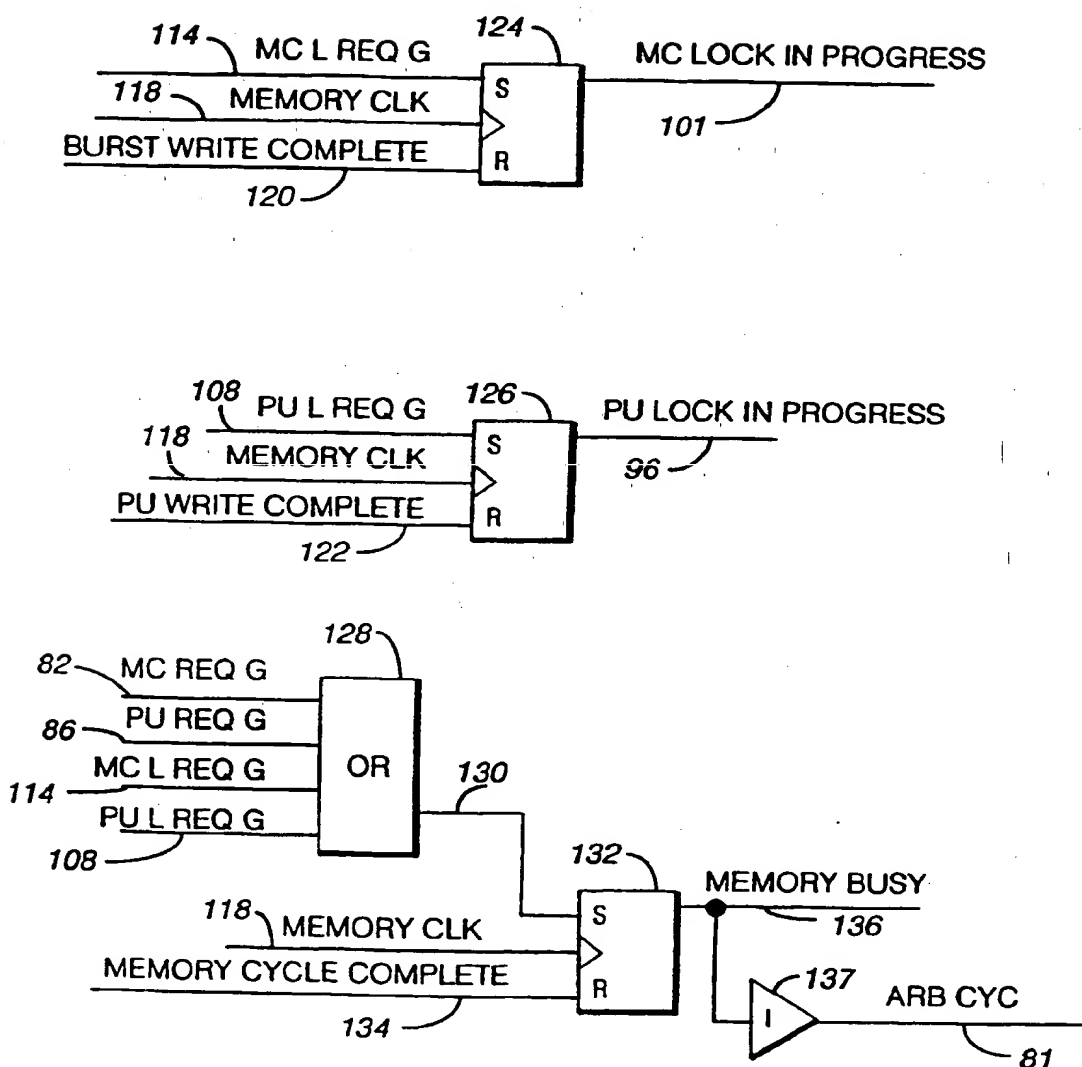 114 MC L REQ G 124 MC LOCK IN PROGRESS
S
118 MEMORY CLK 101
BURST WRITE COMPLETE R
120
108 PU L REQ G 126 PU LOCK IN PROGRESS
S
118 MEMORY CLK 96
PU WRITE COMPLETE R
122
128
82 MC REQ G
86 PU REQ G
OR
114 MC L REQ G 130
PU L REQ G
108
132
MEMORY BUSY
S 136
118 MEMORY CLK
MEMORY CYCLE COMPLETE R
134
137 ARB CYC
I
81